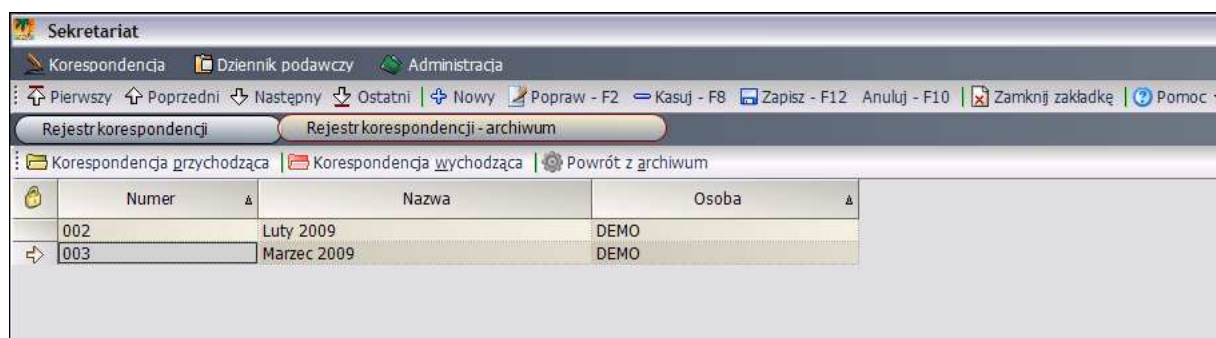 Sekretariat
Korespondencja Dziennik podawczy Administracja
Pierwszy Poprzedni Następny Ostatni Nowy Popraw - F2 Kasuj - F8 Zapisz - F12 Anuluj - F10 Zamknij zakładkę Pomoc
Rejestr korespondencji Rejestr korespondencji - archiwum
Korespondencja przychodząca Korespondencja wychodząca Powrót z archiwum
Numer Nazwa Osoba
002 Luty 2009 DEMO
003 Marzec 2009 DEMO